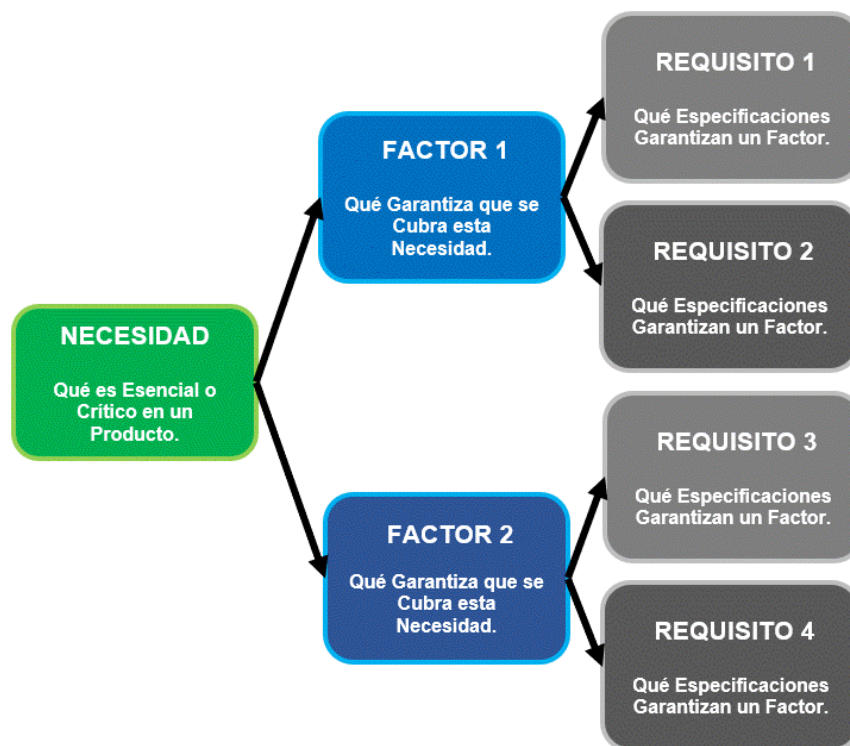 NECESIDAD
Qué es Esencial o
Crítico en un
Producto.
FACTOR 1
Qué Garantiza que se
Cubra esta
Necesidad.
FACTOR 2
Qué Garantiza que se
Cubra esta
Necesidad.
REQUISITO 1
Qué Especificaciones
Garantizan un Factor.
REQUISITO 2
Qué Especificaciones
Garantizan un Factor.
REQUISITO 3
Qué Especificaciones
Garantizan un Factor.
REQUISITO 4
Qué Especificaciones
Garantizan un Factor.